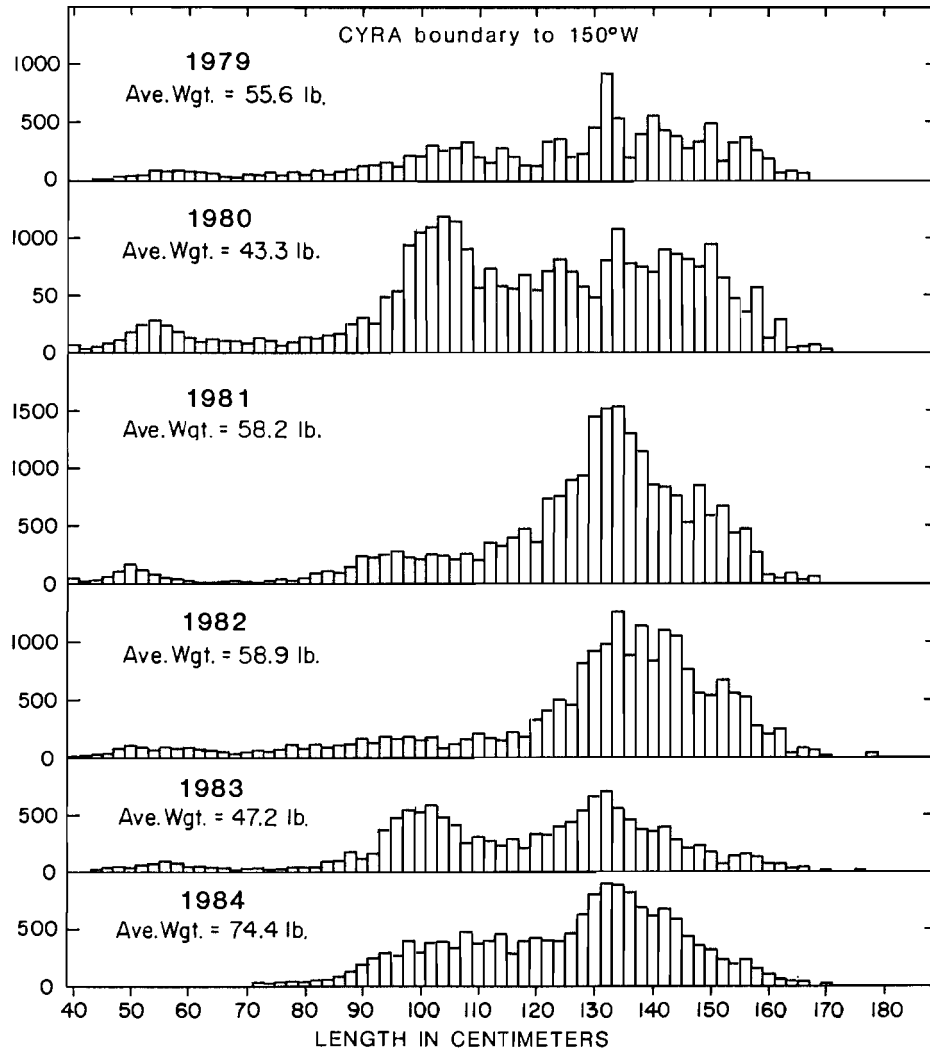 CYRA boundary to 150°W
1979
Ave.Wgt. = 55.6 lb.
1000
500
0
1980
Ave.Wgt. = 43.3 lb.
1000
50
0
1981
Ave.Wgt. = 58.2 lb.
1500
1000
500
0
1982
Ave.Wgt. = 58.9 lb.
1000
500
0
1983
Ave.Wgt. = 47.2 lb.
500
0
1984
Ave.Wgt. = 74.4 lb.
500
0
40 50 60 70 80 90 100 110 120 130 140 150 160 170 180
LENGTH IN CENTIMETERS